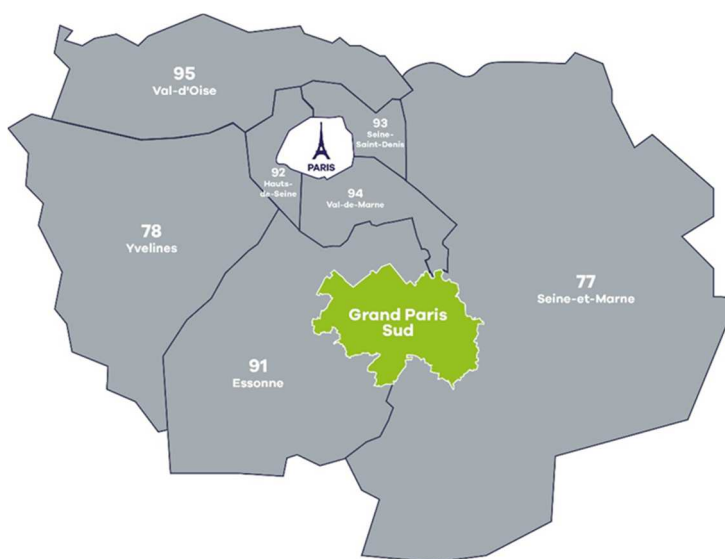 95
Val-d'Oise
93
Seine-
Saint-Denis
PARIS
92
Hauts-
de-Seine
94
Val-de-Marne
78
Yvelines
77
Seine-et-Marne
Grand Paris
Sud
91
Essonne